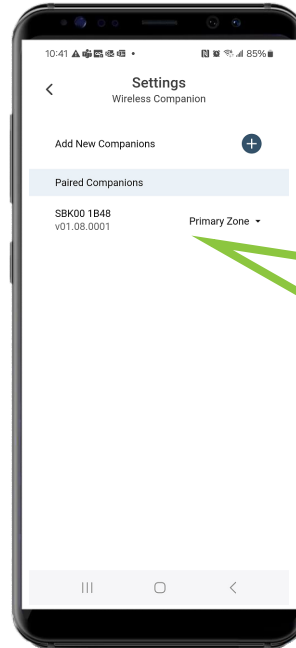 10:41
85%
Settings
Wireless Companion
Add New Companions
Paired Companions
SBK00 1B48
v01.08.0001
Primary Zone